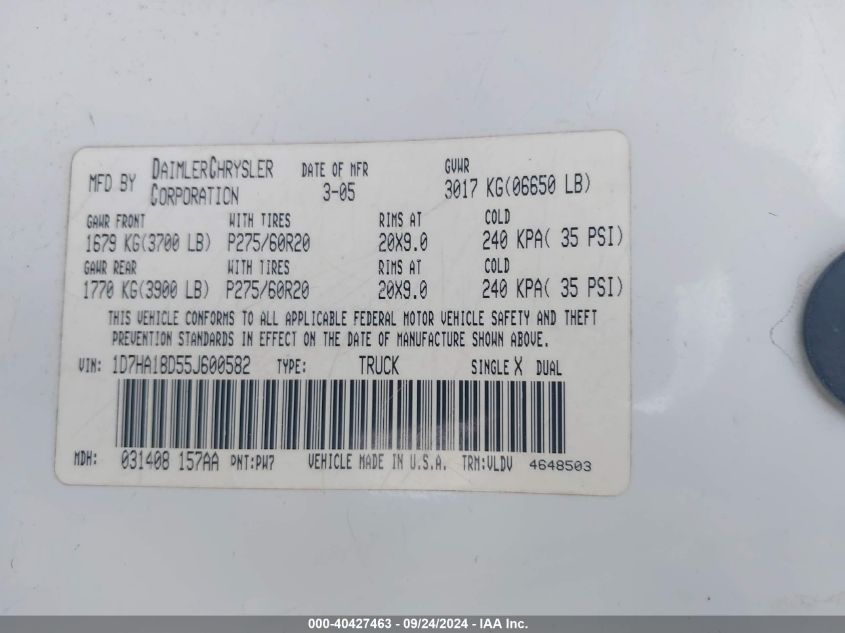 MFD BY DAIMLERCHRYSLER CORPORATION
DATE OF MFR 3-05
GVWR 3017 KG(06650 LB)
GAWR FRONT WITH TIRES RIMS AT COLD
1679 KG(3700 LB) P275/60R20 20X9.0 240 KPA( 35 PSI)
GAWR REAR WITH TIRES RIMS AT COLD
1770 KG(3900 LB) P275/60R20 20X9.0 240 KPA( 35 PSI)
THIS VEHICLE CONFORMS TO ALL APPLICABLE FEDERAL MOTOR VEHICLE SAFETY AND THEFT
PREVENTION STANDARDS IN EFFECT ON THE DATE OF MANUFACTURE SHOWN ABOVE.
VIN: 1D7HA18D55J600582 TYPE: TRUCK SINGLE X DUAL
MDH: 031408 157AA PNT:PW7 VEHICLE MADE IN U.S.A. TRM:VLDV 4648503
000-40427463 - 09/24/2024 - IAA Inc.